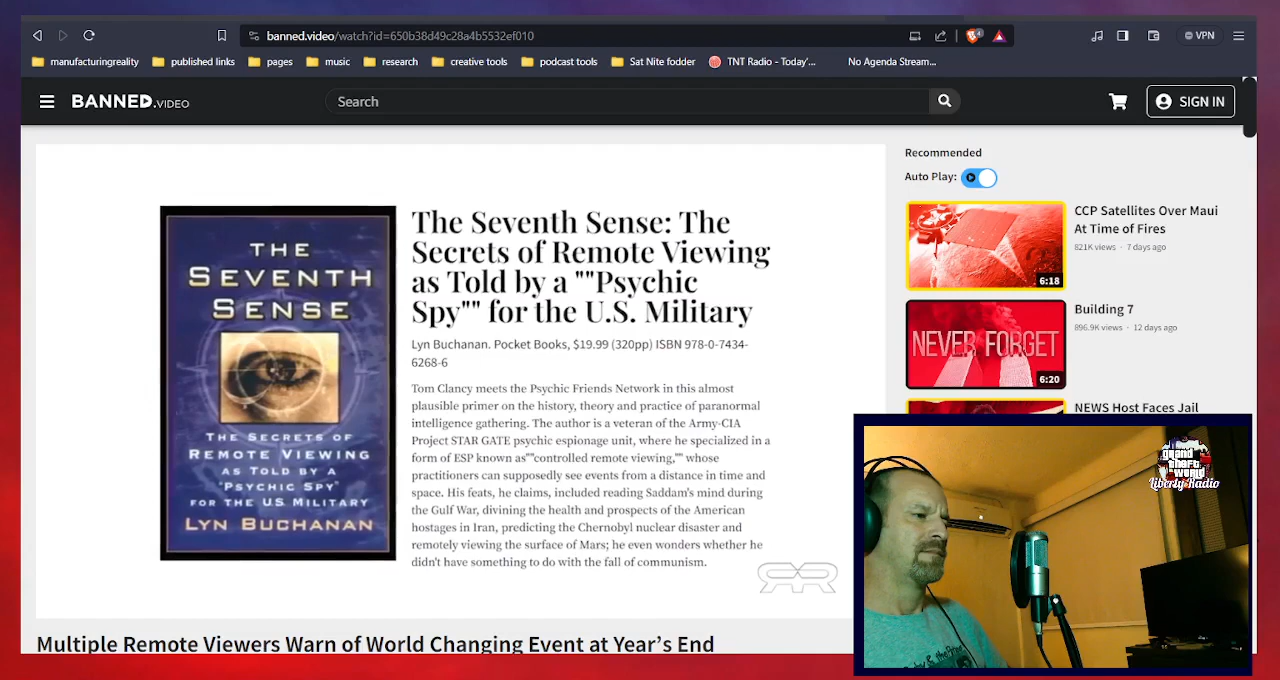 banned.video/watch?id=650b38d49c28a4b5532ef010
4
VPN
manufacturingreality
published links
pages
music
research
creative tools
podcast tools
Sat Nite fodder
TNT Radio - Today'...
No Agenda Stream...
BANNED.VIDEO
Search
SIGN IN
THE
SEVENTH
SENSE
THE SECRETS OF
REMOTE VIEWING
AS TOLD BY A
"PSYCHIC SPY"
FOR THE U.S. MILITARY
LYN BUCHANAN
The Seventh Sense: The
Secrets of Remote Viewing
as Told by a ""Psychic
Spy"" for the U.S. Military
Lyn Buchanan. Pocket Books, $19.99 (320pp) ISBN 978-0-7434-
6268-6
Tom Clancy meets the Psychic Friends Network in this almost
plausible primer on the history, theory and practice of paranormal
intelligence gathering. The author is a veteran of the Army-CIA
Project STAR GATE psychic espionage unit, where he specialized in a
form of ESP known as""controlled remote viewing,"" whose
practitioners can supposedly see events from a distance in time and
space. His feats, he claims, included reading Saddam's mind during
the Gulf War, divining the health and prospects of the American
hostages in Iran, predicting the Chernobyl nuclear disaster and
remotely viewing the surface of Mars; he even wonders whether he
didn't have something to do with the fall of communism.
Multiple Remote Viewers Warn of World Changing Event at Year's End
Recommended
Auto Play:
6:18
CCP Satellites Over Maui
At Time of Fires
821K views · 7 days ago
NEVER FORGET
6:20
Building 7
896.9K views · 12 days ago
NEWS Host Faces Jail
grand
theft
world
Liberty Radio